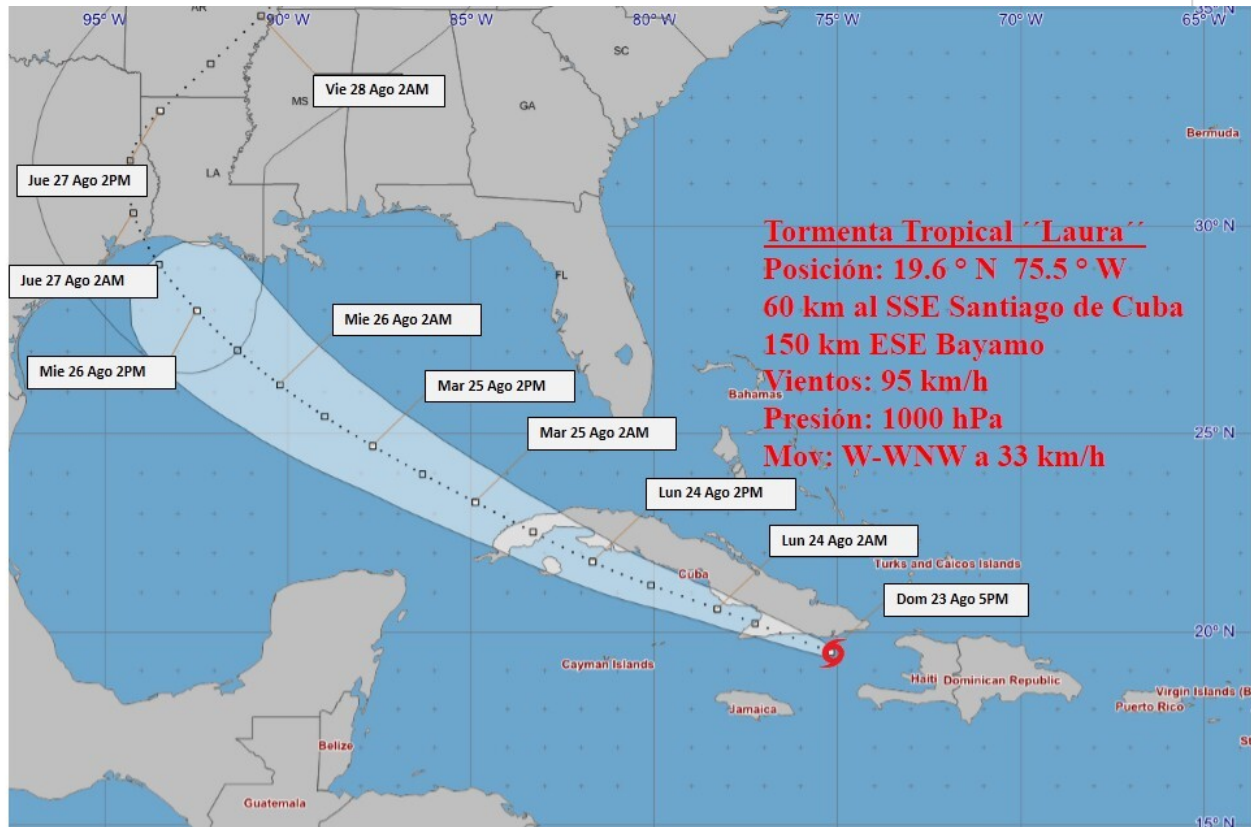 95° W 90° W 85° W 80° W 75° W 70° W 65° W
35° N
AR
SC
Vie 28 Ago 2AM
MS
GA
Bermuda
Jue 27 Ago 2PM
LA
30° N
Tormenta Tropical ´´Laura´´
Posición: 19.6 ° N 75.5 ° W
60 km al SSE Santiago de Cuba
150 km ESE Bayamo
Vientos: 95 km/h
Presión: 1000 hPa
Mov: W-WNW a 33 km/h
Jue 27 Ago 2AM
FL
Mie 26 Ago 2AM
Mie 26 Ago 2PM
Mar 25 Ago 2PM
Bahamas
Mar 25 Ago 2AM
25° N
Lun 24 Ago 2PM
Lun 24 Ago 2AM
Turks and Caicos Islands
Cuba
Dom 23 Ago 5PM
20° N
Cayman Islands
Haiti Dominican Republic
Jamaica
Virgin Islands (B
Puerto Rico
St
Belize
Guatemala
15° N